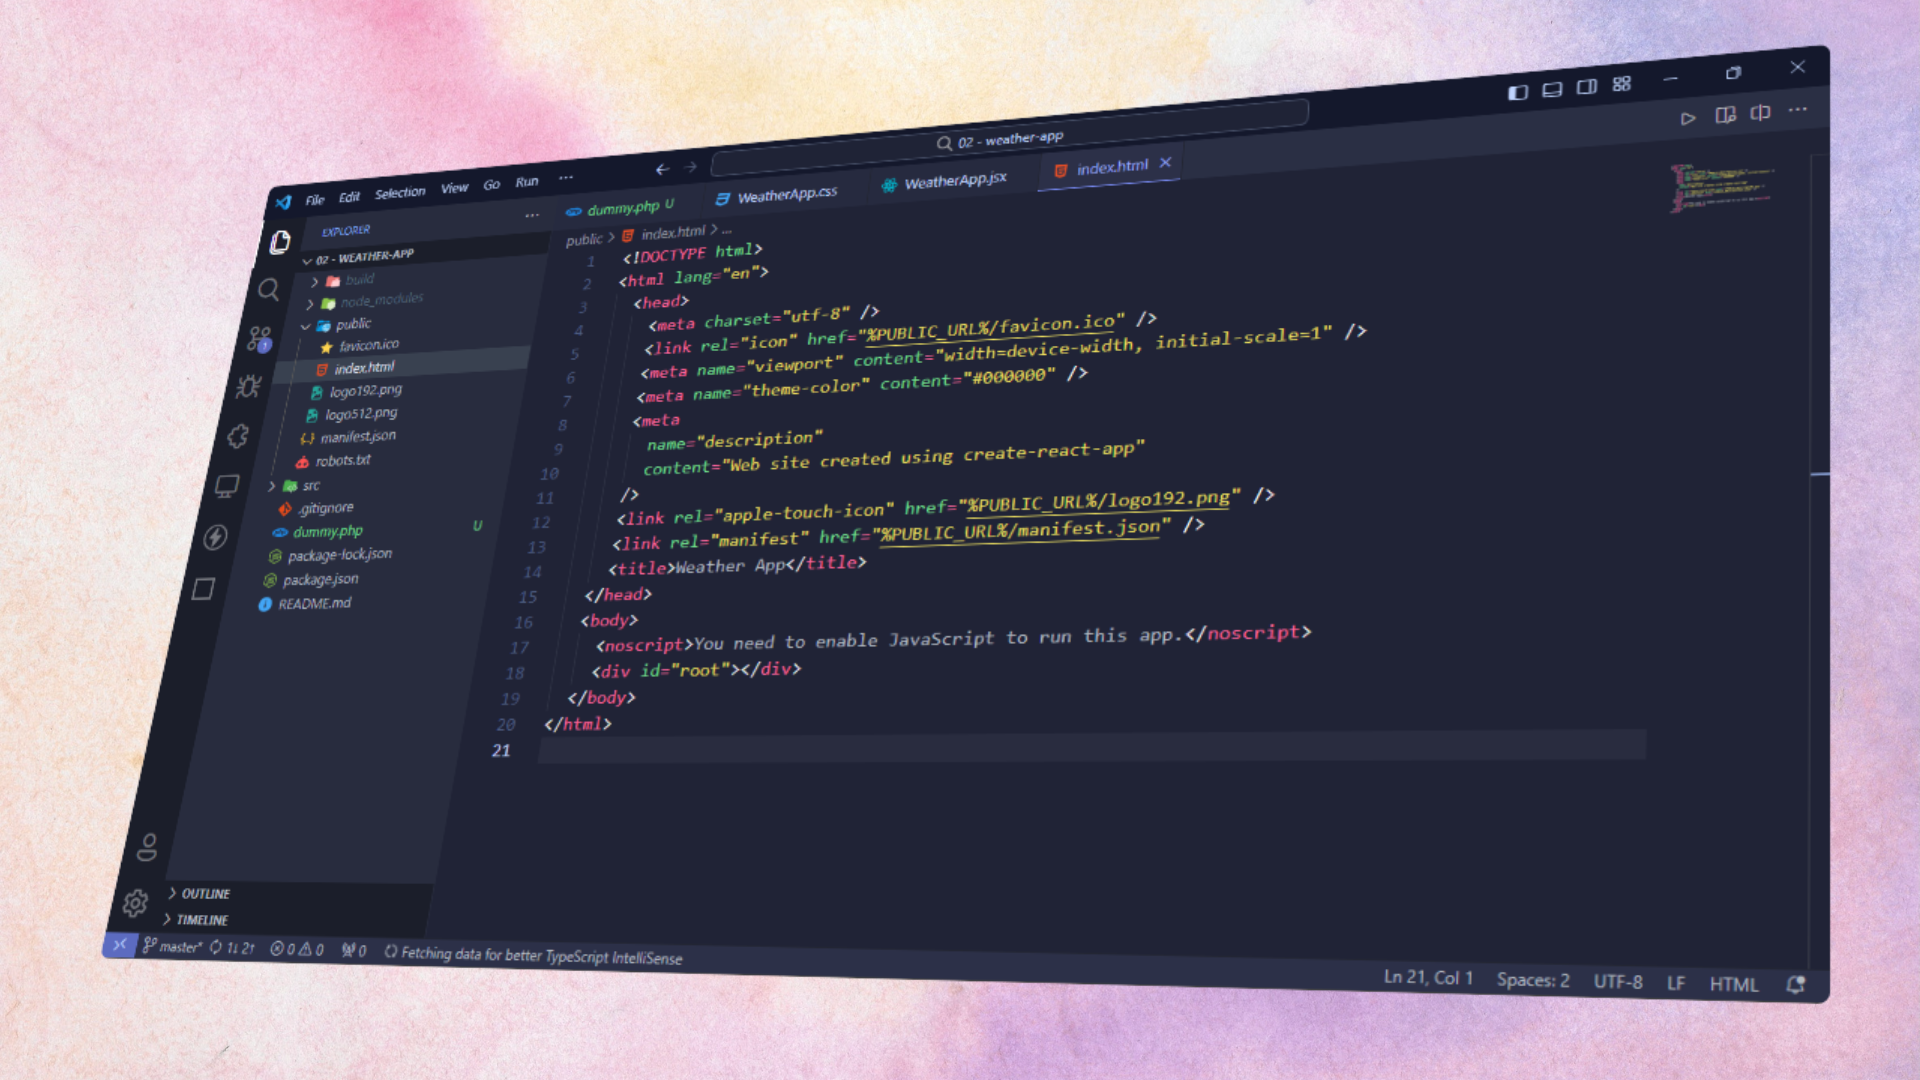 File Edit Selection View Go Run ...
02 - weather-app
EXPLORER
02 - WEATHER-APP
build
node_modules
public
favicon.ico
index.html
logo192.png
logo512.png
manifest.json
robots.txt
src
.gitignore
dummy.php U
package-lock.json
package.json
README.md
OUTLINE
TIMELINE
dummy.php U WeatherApp.css WeatherApp.jsx index.html
public > index.html > ...
1 <!DOCTYPE html>
2 <html lang="en">
3 <head>
4 <meta charset="utf-8" />
5 <link rel="icon" href="%PUBLIC_URL%/favicon.ico" />
6 <meta name="viewport" content="width=device-width, initial-scale=1" />
7 <meta name="theme-color" content="#000000" />
8 <meta
9 name="description"
10 content="Web site created using create-react-app"
11 />
12 <link rel="apple-touch-icon" href="%PUBLIC_URL%/logo192.png" />
13 <link rel="manifest" href="%PUBLIC_URL%/manifest.json" />
14 <title>Weather App</title>
15 </head>
16 <body>
17 <noscript>You need to enable JavaScript to run this app.</noscript>
18 <div id="root"></div>
19 </body>
20 </html>
21
master* 1↓ 2↑ 0 0 0 Fetching data for better TypeScript IntelliSense
Ln 21, Col 1 Spaces: 2 UTF-8 LF HTML